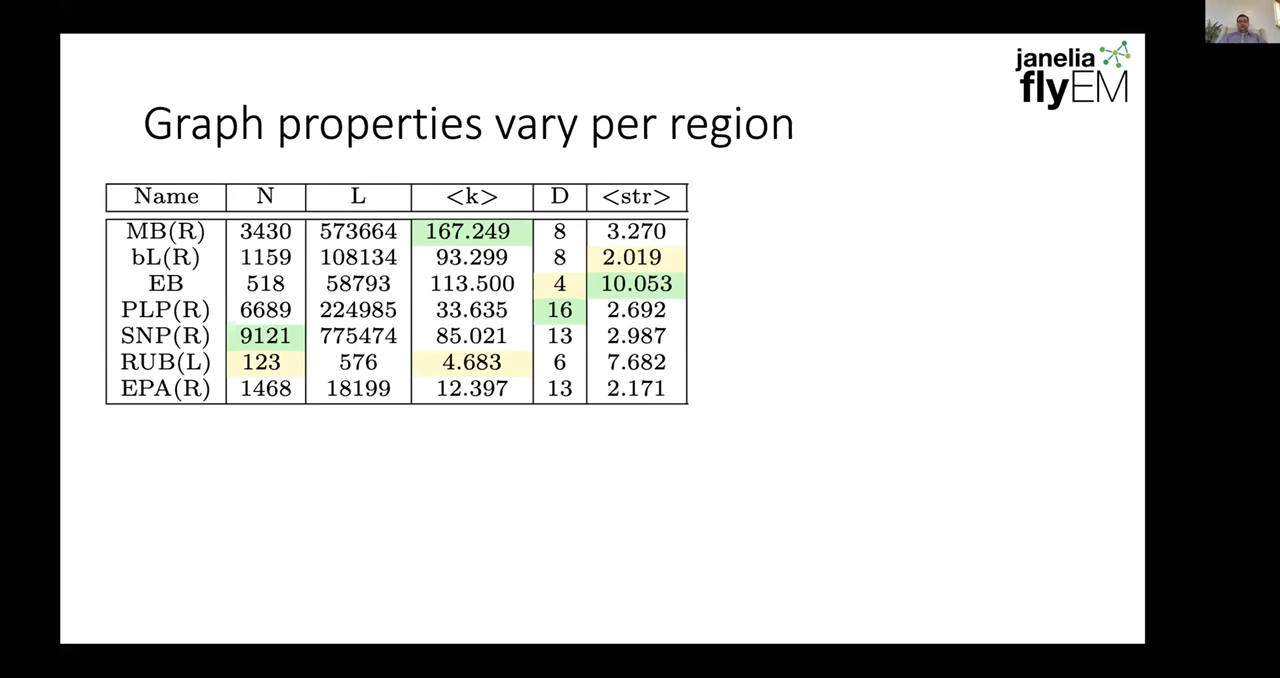 janelia
flyEM
Graph properties vary per region
Name N L <k> D <str>
MB(R) 3430 573664 167.249 8 3.270
bL(R) 1159 108134 93.299 8 2.019
EB 518 58793 113.500 4 10.053
PLP(R) 6689 224985 33.635 16 2.692
SNP(R) 9121 775474 85.021 13 2.987
RUB(L) 123 576 4.683 6 7.682
EPA(R) 1468 18199 12.397 13 2.171